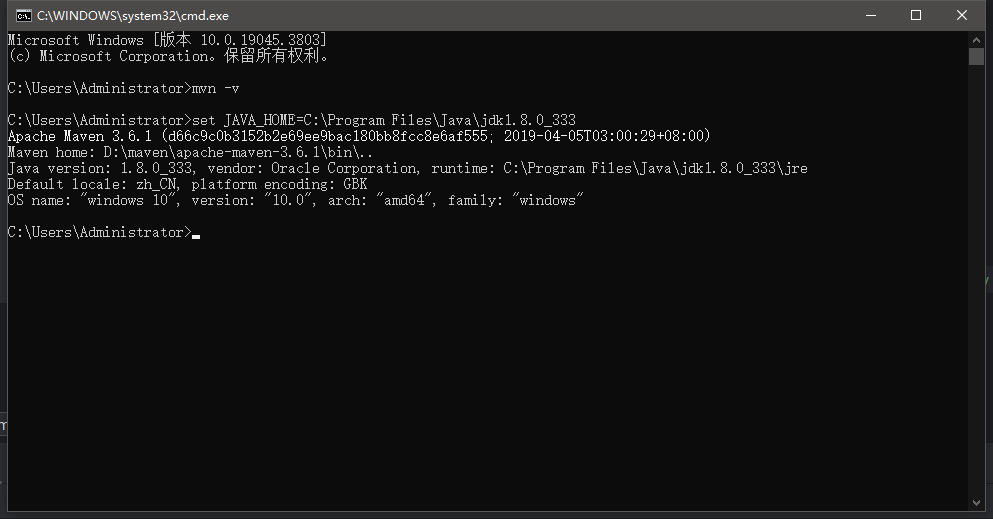 C:\WINDOWS\system32\cmd.exe
Microsoft Windows [版本 10.0.19045.3803]
(c) Microsoft Corporation。保留所有权利。
C:\Users\Administrator>mvn -v
C:\Users\Administrator>set JAVA_HOME=C:\Program Files\Java\jdk1.8.0_333
Apache Maven 3.6.1 (d66c9c0b3152b2e69ee9bac180bb8fcc8e6af555; 2019-04-05T03:00:29+08:00)
Maven home: D:\maven\apache-maven-3.6.1\bin\..
Java version: 1.8.0_333, vendor: Oracle Corporation, runtime: C:\Program Files\Java\jdk1.8.0_333\jre
Default locale: zh_CN, platform encoding: GBK
OS name: "windows 10", version: "10.0", arch: "amd64", family: "windows"
C:\Users\Administrator>